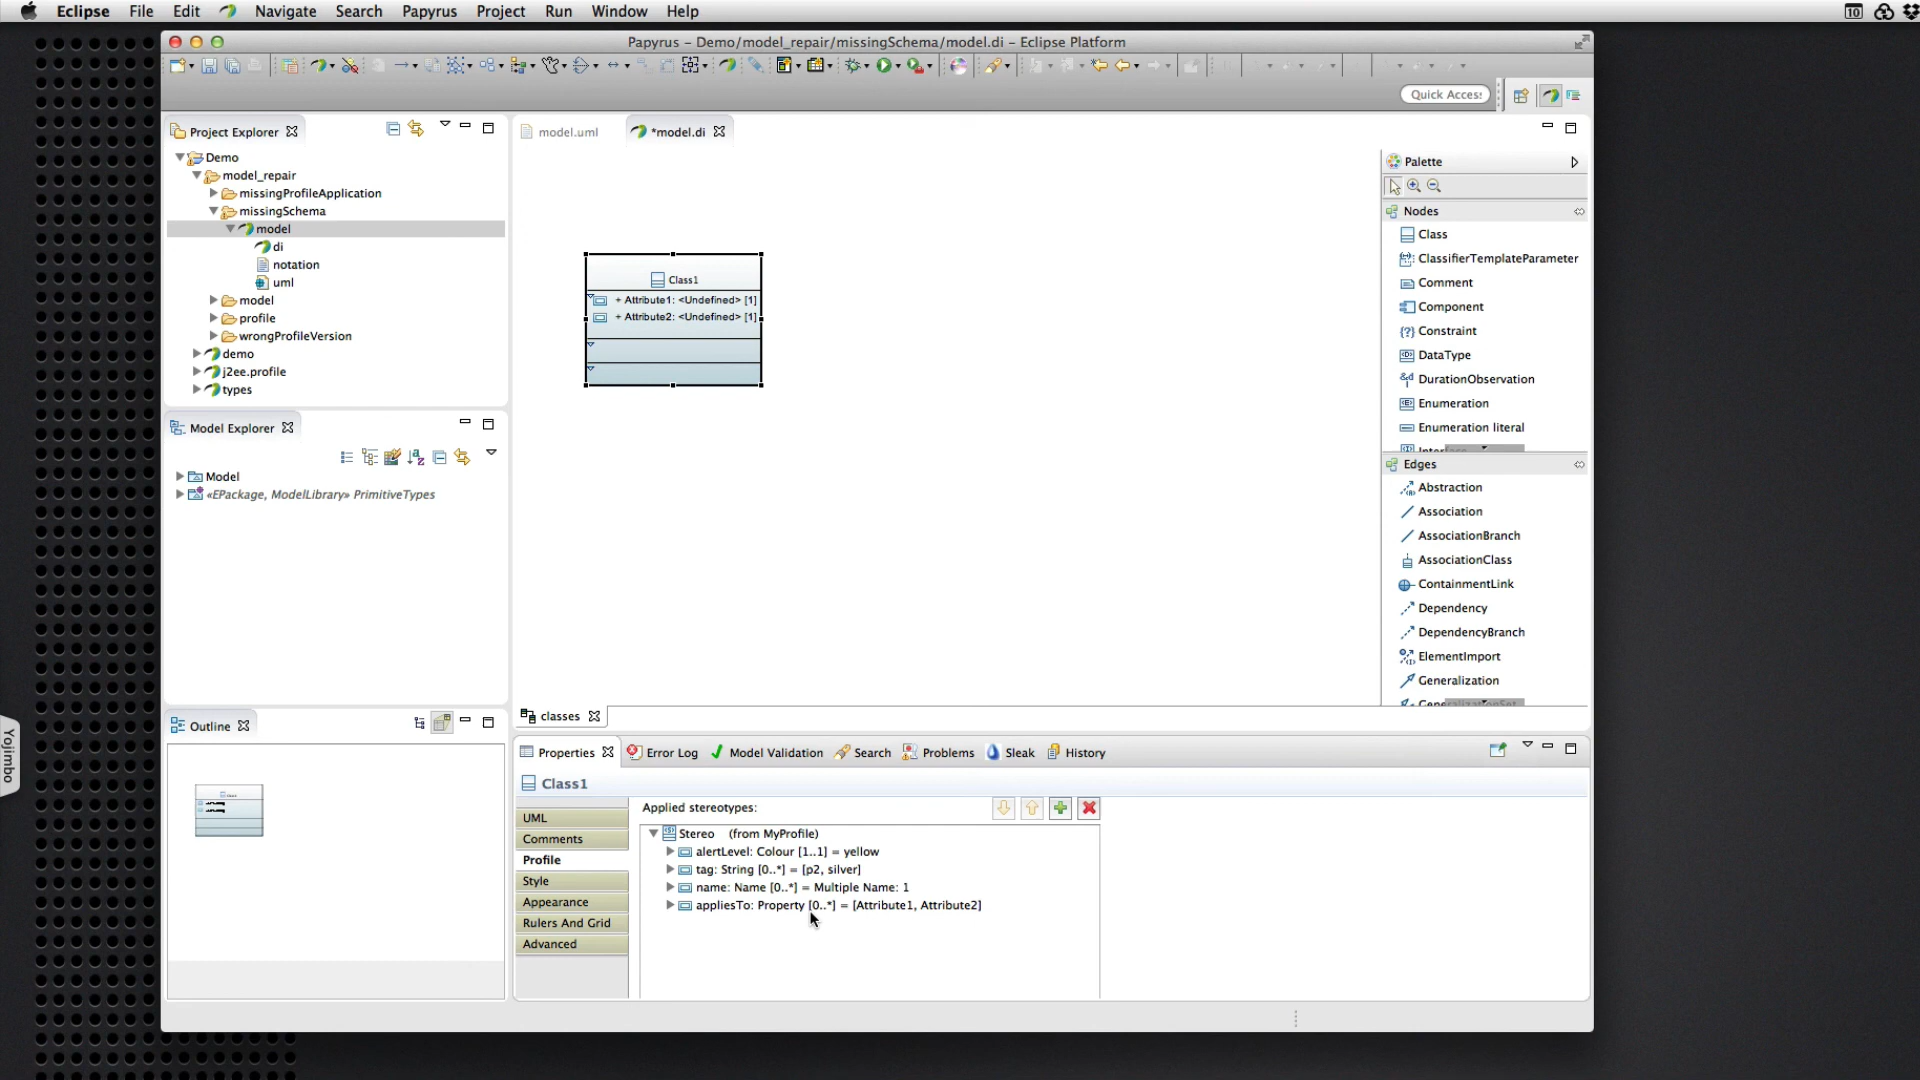 Eclipse File Edit Navigate Search Papyrus Project Run Window Help
10
Papyrus - Demo/model_repair/missingSchema/model.di - Eclipse Platform
Quick Access
Project Explorer
Demo
model_repair
missingProfileApplication
missingSchema
model
di
notation
uml
model
profile
wrongProfileVersion
demo
j2ee.profile
types
Model Explorer
Model
«EPackage, ModelLibrary» PrimitiveTypes
Outline
model.uml
*model.di
Class1
+ Attribute1: <Undefined> [1]
+ Attribute2: <Undefined> [1]
Palette
Nodes
Class
ClassifierTemplateParameter
Comment
Component
Constraint
DataType
DurationObservation
Enumeration
Enumeration literal
Edges
Abstraction
Association
AssociationBranch
AssociationClass
ContainmentLink
Dependency
DependencyBranch
ElementImport
Generalization
classes
Properties Error Log Model Validation Search Problems Sleak History
Class1
UML
Comments
Profile
Style
Appearance
Rulers And Grid
Advanced
Applied stereotypes:
Stereo (from MyProfile)
alertLevel: Colour [1..1] = yellow
tag: String [0..*] = [p2, silver]
name: Name [0..*] = Multiple Name: 1
appliesTo: Property [0..*] = [Attribute1, Attribute2]
Yojimbo